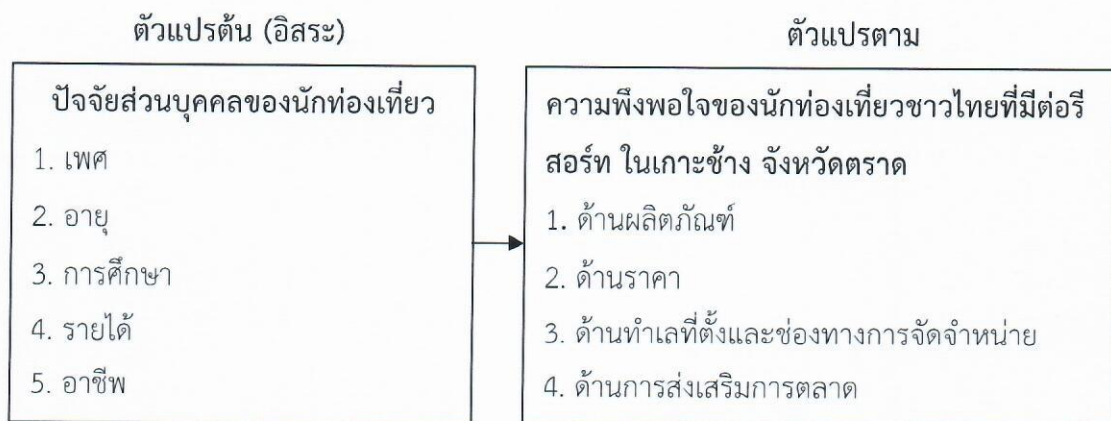 ตัวแปรต้น (อิสระ)
ปัจจัยส่วนบุคคลของนักท่องเที่ยว
1. เพศ
2. อายุ
3. การศึกษา
4. รายได้
5. อาชีพ
ตัวแปรตาม
ความพึงพอใจของนักท่องเที่ยวชาวไทยที่มีต่อรี
สอร์ท ในเกาะช้าง จังหวัดตราด
1. ด้านผลิตภัณฑ์
2. ด้านราคา
3. ด้านทำเลที่ตั้งและช่องทางการจัดจำหน่าย
4. ด้านการส่งเสริมการตลาด